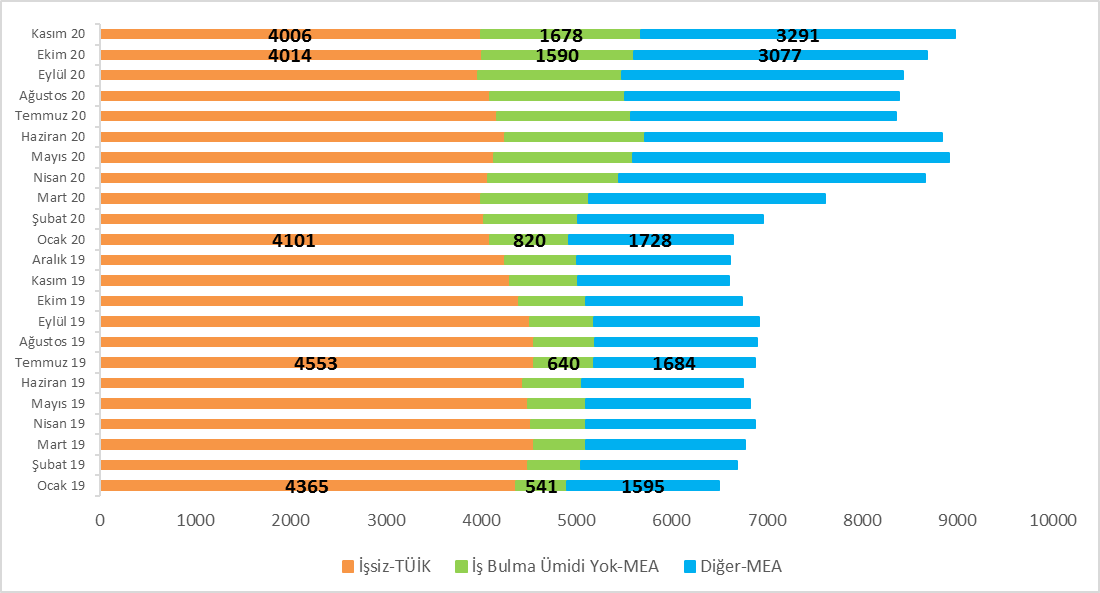 Kasım 20 4006 1678 3291
Ekim 20 4014 1590 3077
Eylül 20
Ağustos 20
Temmuz 20
Haziran 20
Mayıs 20
Nisan 20
Mart 20
Şubat 20
Ocak 20 4101 820 1728
Aralık 19
Kasım 19
Ekim 19
Eylül 19
Ağustos 19
Temmuz 19 4553 640 1684
Haziran 19
Mayıs 19
Nisan 19
Mart 19
Şubat 19
Ocak 19 4365 541 1595
0 1000 2000 3000 4000 5000 6000 7000 8000 9000 10000
İşsiz-TÜİK İş Bulma Ümidi Yok-MEA Diğer-MEA